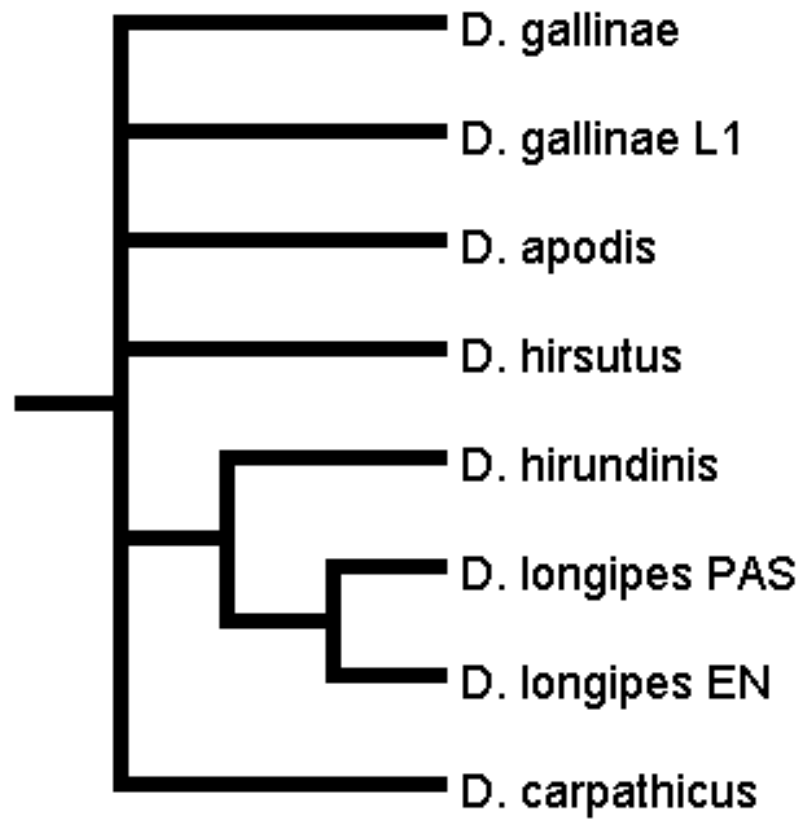 D. gallinae
D. gallinae L1
D. apodis
D. hirsutus
D. hirundinis
D. longipes PAS
D. longipes EN
D. carpathicus